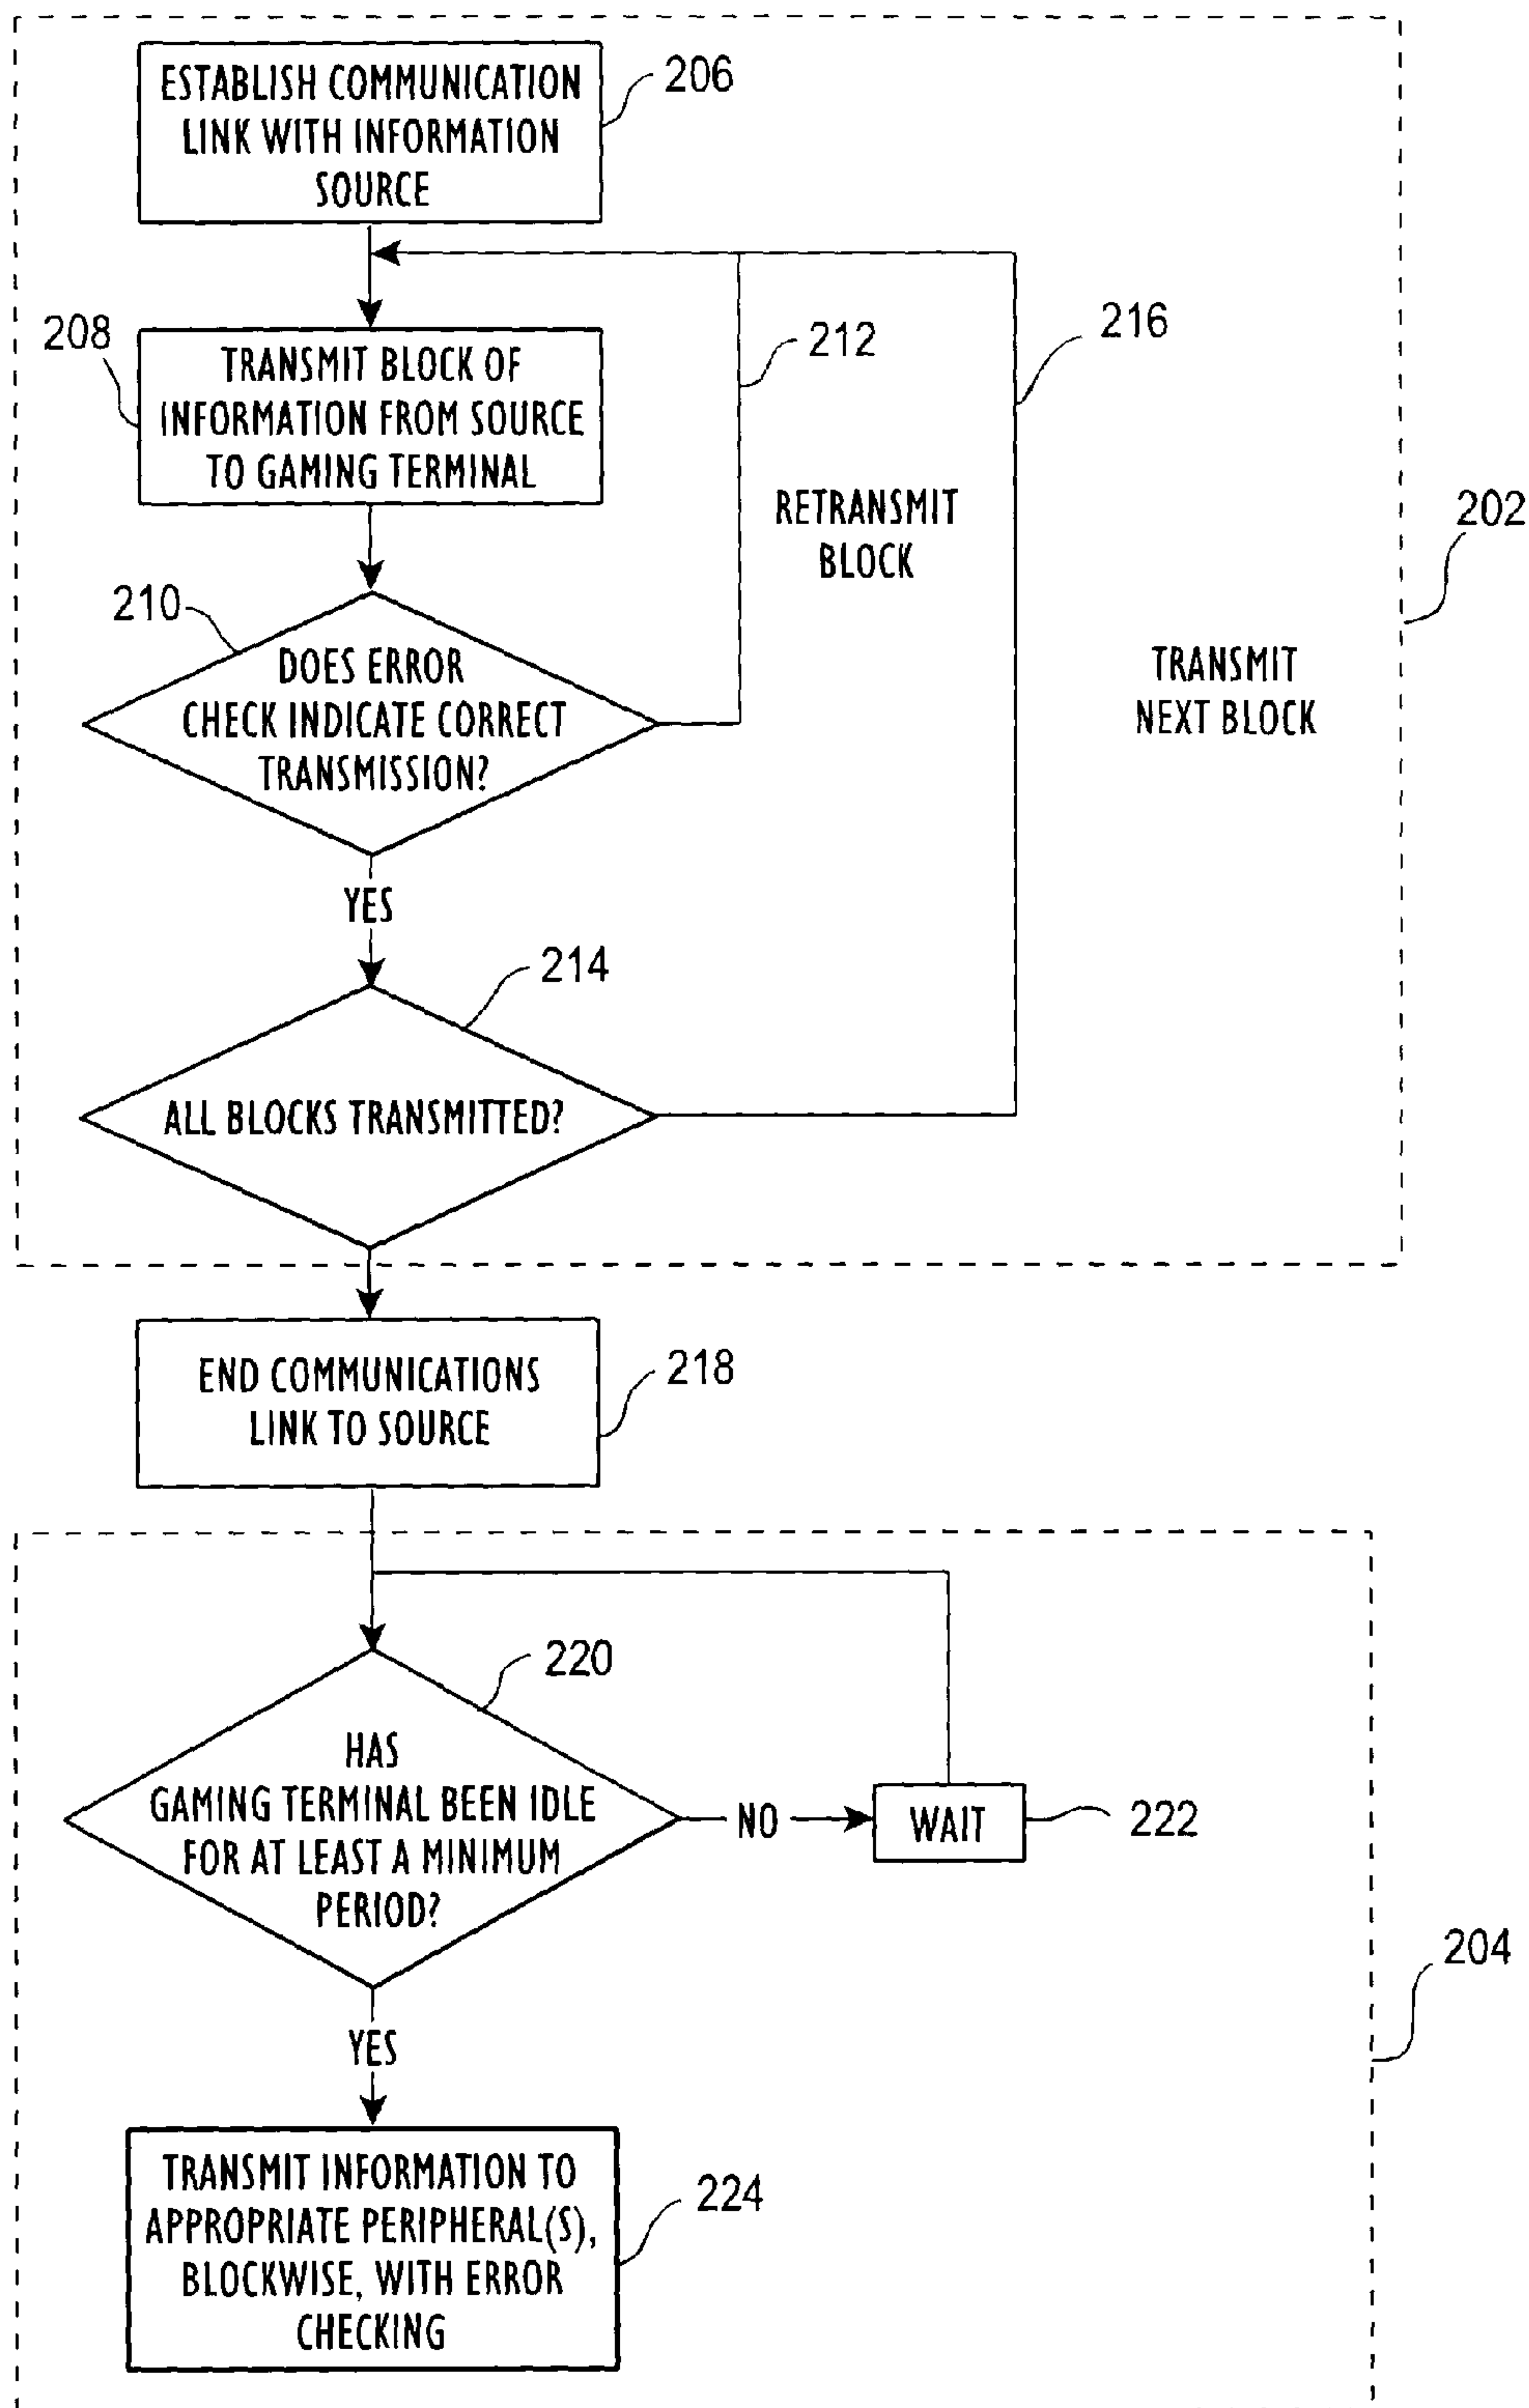 ESTABLISH COMMUNICATION
LINK WITH INFORMATION
SOURCE
206
208
TRANSMIT BLOCK OF
INFORMATION FROM SOURCE
TO GAMING TERMINAL
212
216
RETRANSMIT
BLOCK
202
210
DOES ERROR
CHECK INDICATE CORRECT
TRANSMISSION?
TRANSMIT
NEXT BLOCK
YES
214
ALL BLOCKS TRANSMITTED?
END COMMUNICATIONS
LINK TO SOURCE
218
220
HAS
GAMING TERMINAL BEEN IDLE
FOR AT LEAST A MINIMUM
PERIOD?
NO
WAIT
222
204
YES
TRANSMIT INFORMATION TO
APPROPRIATE PERIPHERAL(S),
BLOCKWISE, WITH ERROR
CHECKING
224